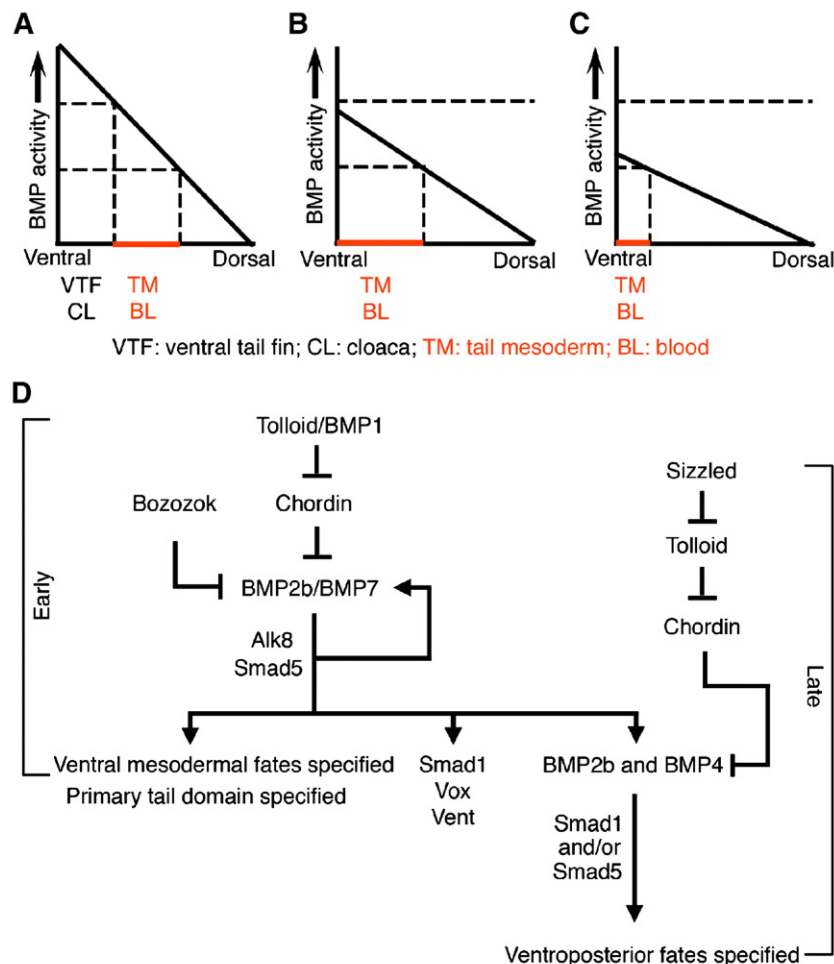 A
BMP activity
Ventral Dorsal
VTF TM
CL BL
B
BMP activity
Ventral Dorsal
TM
BL
C
BMP activity
Ventral Dorsal
TM
BL
VTF: ventral tail fin; CL: cloaca; TM: tail mesoderm; BL: blood
D
Early
Tolloid/BMP1
Bozozok Chordin
BMP2b/BMP7
Alk8
Smad5
Ventral mesodermal fates specified
Primary tail domain specified
Smad1
Vox
Vent
Late
Sizzled
Tolloid
Chordin
BMP2b and BMP4
Smad1
and/or
Smad5
Ventroposterior fates specified